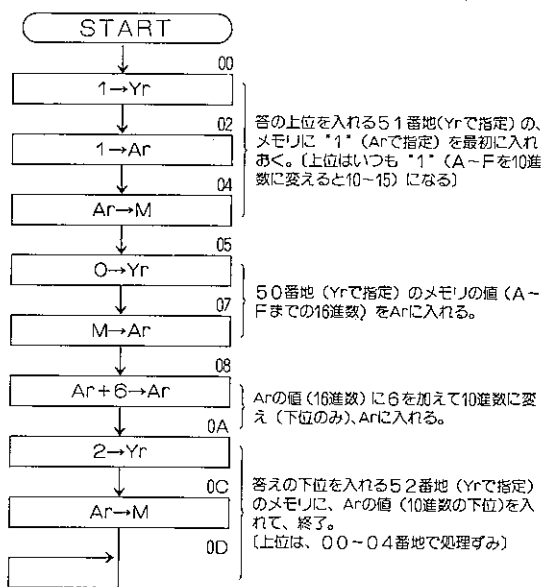 START
00
1→Yr
02
1→Ar
04
Ar→M
答の上位を入れる51番地(Yrで指定)の、
メモリに "1" (Arで指定)を最初に入れ
おく。〔上位はいつも "1" (A~Fを10進
数に変えると10~15)になる〕
05
0→Yr
07
M→Ar
50番地(Yrで指定)のメモリの値(A~
Fまでの16進数)をArに入れる。
08
Ar+6→Ar
Arの値(16進数)に6を加えて10進数に変
え(下位のみ)、Arに入れる。
0A
2→Yr
0C
Ar→M
0D
答えの下位を入れる52番地(Yrで指定)
のメモリに、Arの値(10進数の下位)を入
れて、終了。
〔上位は、00~04番地で処理ずみ〕